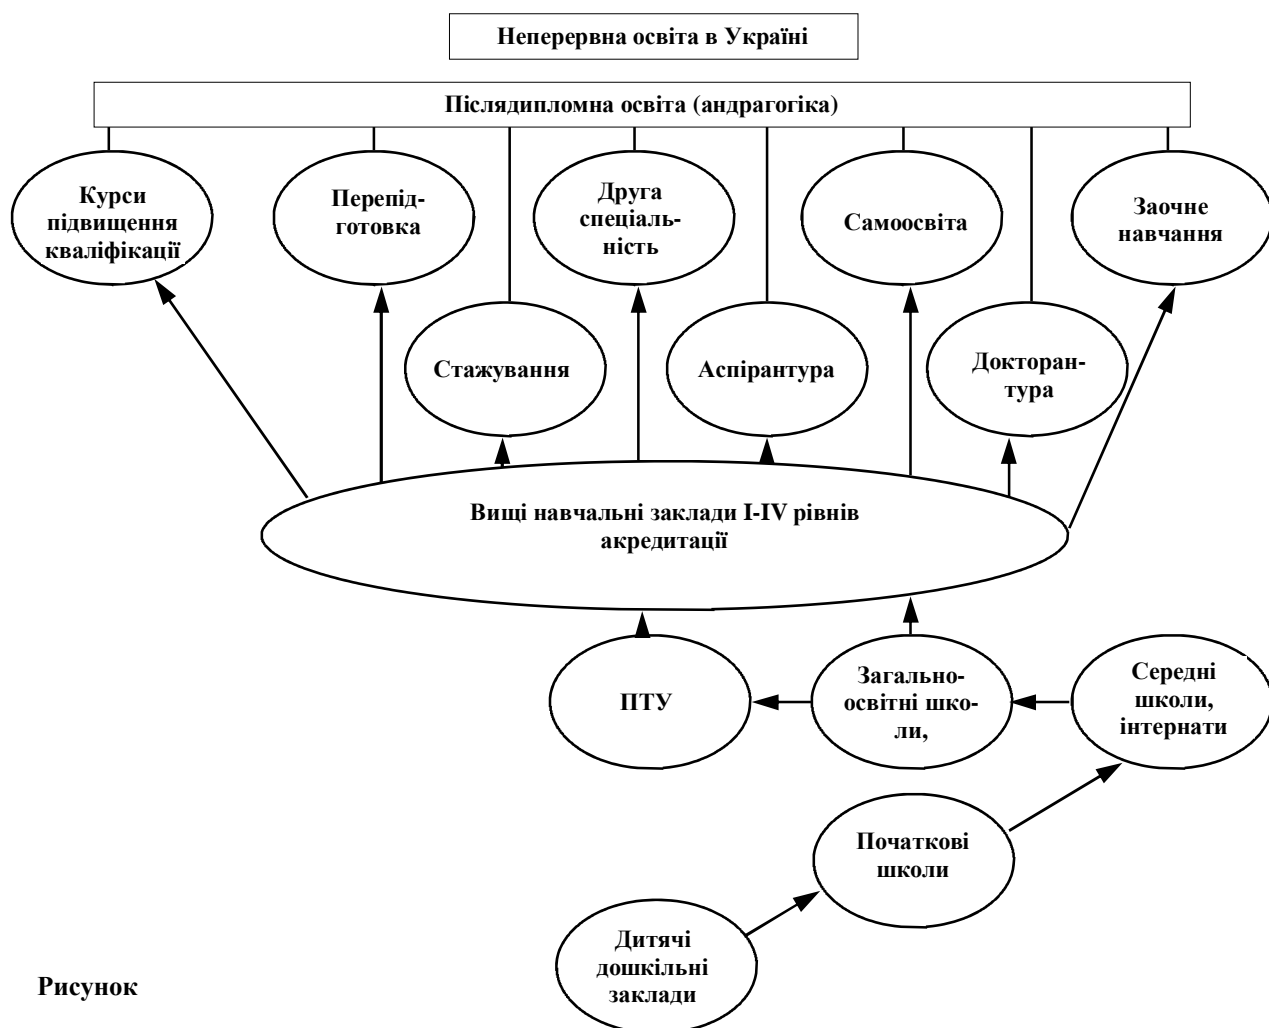 Неперервна освіта в Україні
Післядипломна освіта (андрагогіка)
Курси
підвищення
кваліфікації
Перепід-
готовка
Друга
спеціаль-
ність
Самоосвіта
Заочне
навчання
Стажування
Аспірантура
Докторан-
тура
Вищі навчальні заклади I-IV рівнів
акредитації
ПТУ
Загально-
освітні шко-
ли,
Середні
школи,
інтернати
Початкові
школи
Дитячі
дошкільні
заклади
Рисунок